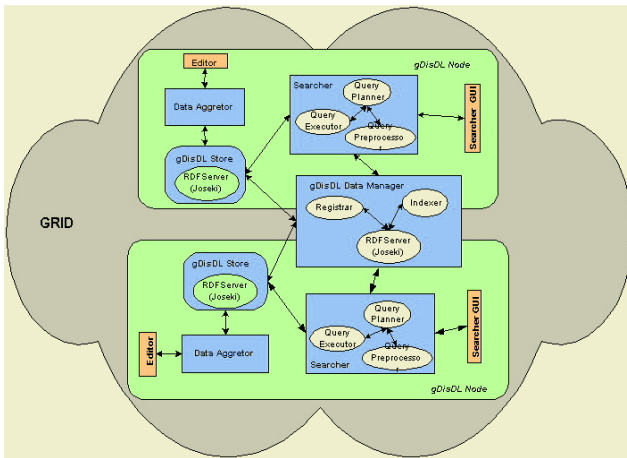 Editor
gDisDL Node
Data Aggretor
Searcher
Query
Planner
Query
Executor
Query
Preprocesso
r
Searcher GUI
gDisDL Store
RDFServer
(Joseki)
gDisDL Data Manager
Registrar
Indexer
RDFServer
(Joseki)
GRID
gDisDL Store
RDFServer
(Joseki)
Query
Planner
Query
Executor
Query
Preprocesso
r
Searcher
Searcher GUI
Editor
Data Aggretor
gDisDL Node